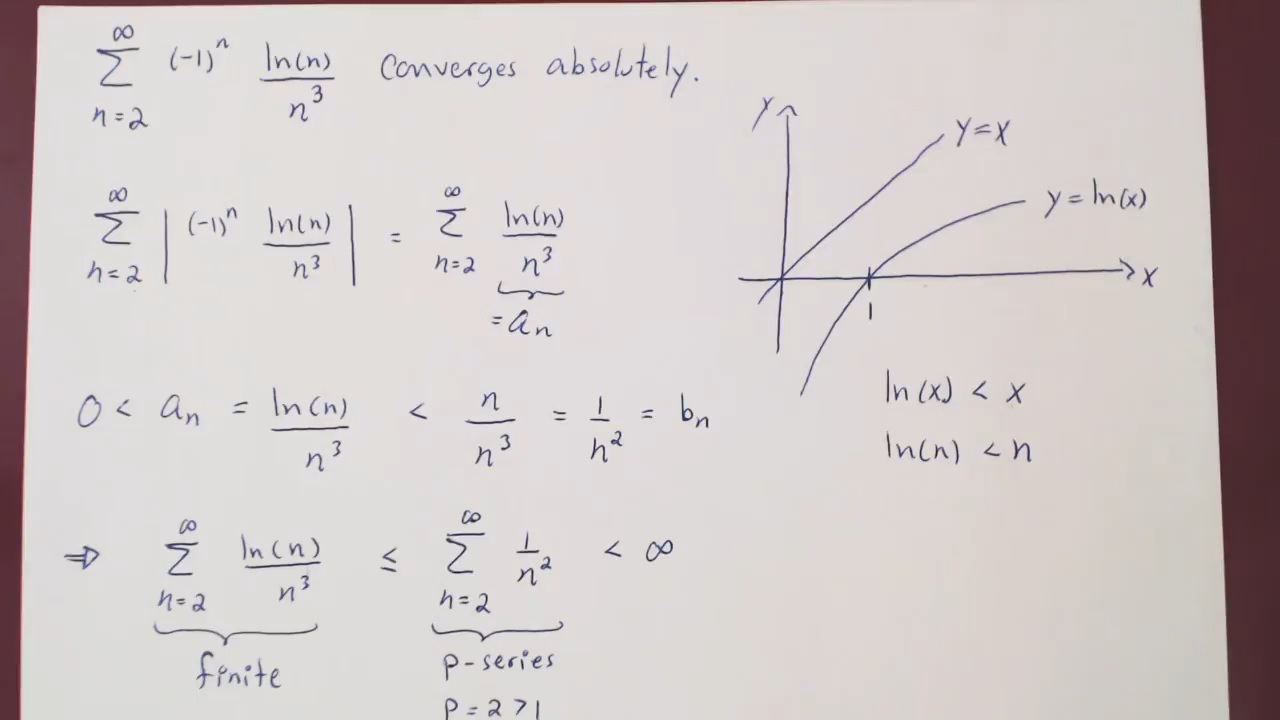 ∑_{n=2}^{∞} (-1)^n ln(n)/n^3 converges absolutely.
∑_{n=2}^{∞} |(-1)^n ln(n)/n^3| = ∑_{n=2}^{∞} ln(n)/n^3
= a_n
0 < a_n = ln(n)/n^3 < n/n^3 = 1/n^2 = b_n
⇒ ∑_{n=2}^{∞} ln(n)/n^3 ≤ ∑_{n=2}^{∞} 1/n^2 < ∞
finite
p-series
p = 2 > 1
y
y = x
y = ln(x)
x
1
ln(x) < x
ln(n) < n